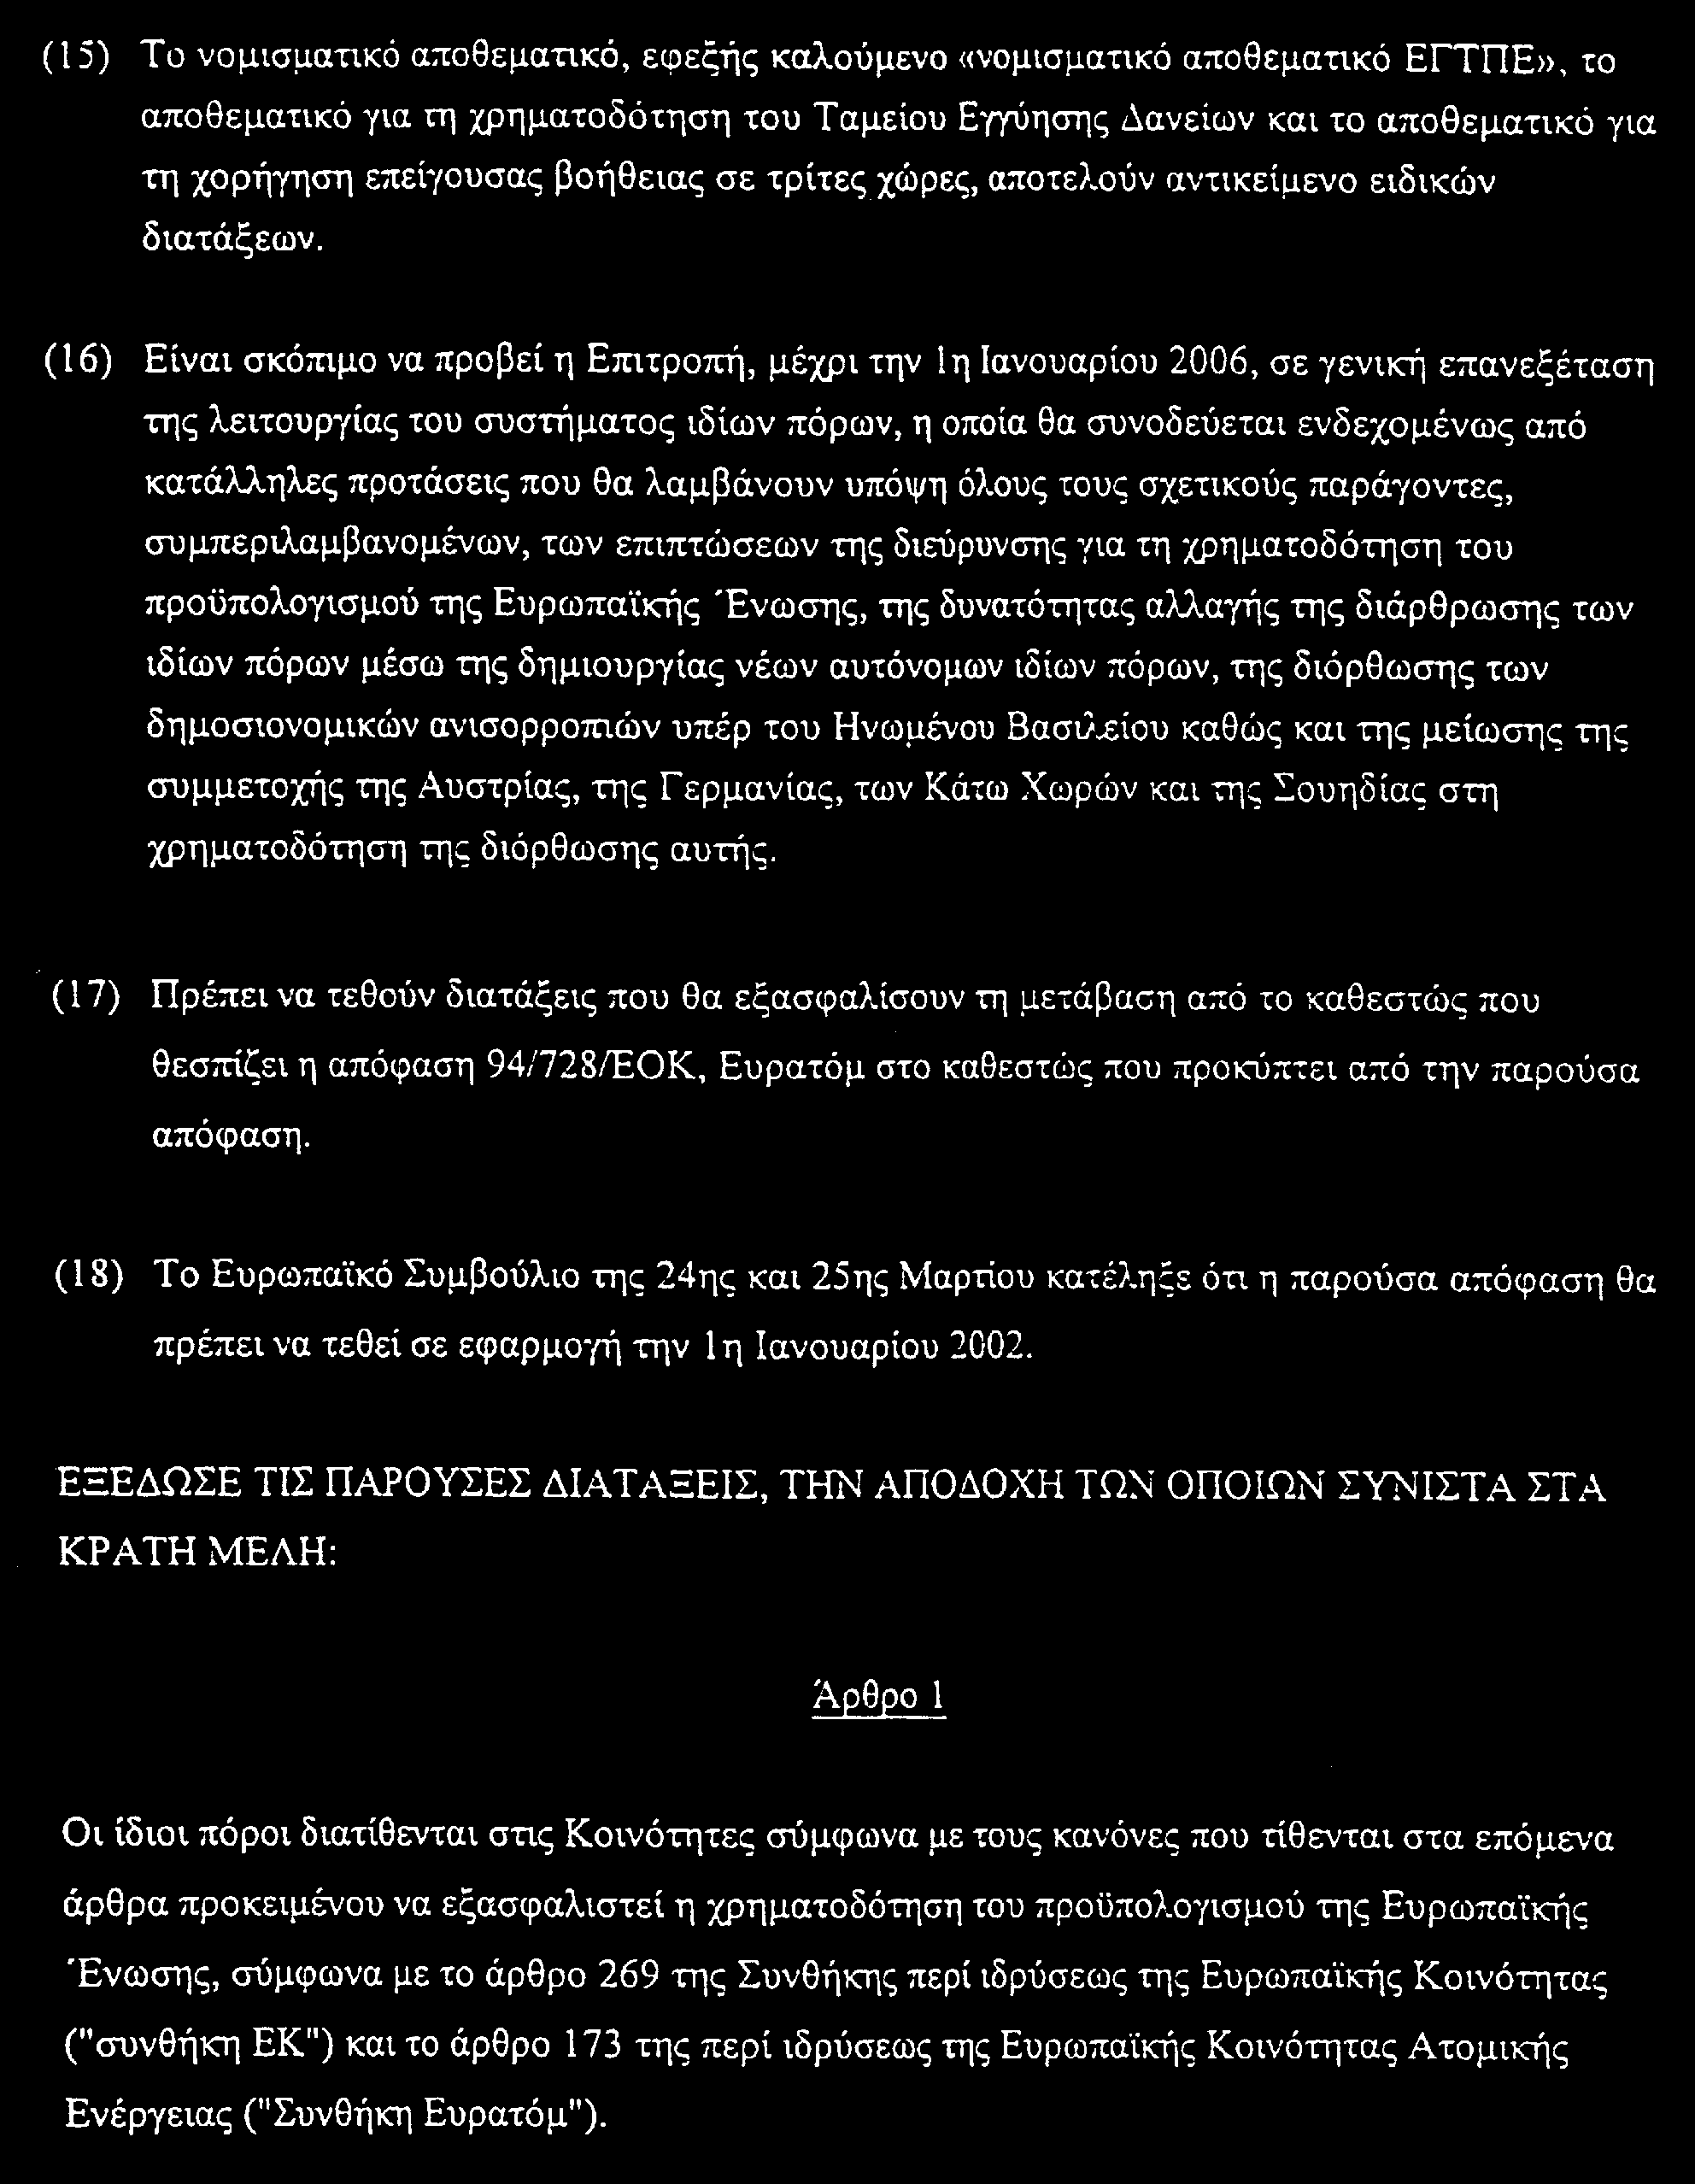 (15) Το νομισματικό αποθεματικό, εφεξής καλούμενο «νομισματικό αποθεματικό ΕΓΤΠΕ», το
αποθεματικό για τη χρηματοδότηση του Ταμείου Εγγύησης Δανείων και το αποθεματικό για
τη χορήγηση επείγουσας βοήθειας σε τρίτες χώρες, αποτελούν αντικείμενο ειδικών
διατάξεων.
(16) Είναι σκόπιμο να προβεί η Επιτροπή, μέχρι την 1η Ιανουαρίου 2006, σε γενική επανεξέταση
της λειτουργίας του συστήματος ιδίων πόρων, η οποία θα συνοδεύεται ενδεχομένως από
κατάλληλες προτάσεις που θα λαμβάνουν υπόψη όλους τους σχετικούς παράγοντες,
συμπεριλαμβανομένων, των επιπτώσεων της διεύρυνσης για τη χρηματοδότηση του
προϋπολογισμού της Ευρωπαϊκής Ένωσης, της δυνατότητας αλλαγής της διάρθρωσης των
ιδίων πόρων μέσω της δημιουργίας νέων αυτόνομων ιδίων πόρων, της διόρθωσης των
δημοσιονομικών ανισορροπιών υπέρ του Ηνωμένου Βασιλείου καθώς και της μείωσης της
συμμετοχής της Αυστρίας, της Γερμανίας, των Κάτω Χωρών και της Σουηδίας στη
χρηματοδότηση της διόρθωσης αυτής.
(17) Πρέπει να τεθούν διατάξεις που θα εξασφαλίσουν τη μετάβαση από το καθεστώς που
θεσπίζει η απόφαση 94/728/ΕΟΚ, Ευρατόμ στο καθεστώς που προκύπτει από την παρούσα
απόφαση.
(18) Το Ευρωπαϊκό Συμβούλιο της 24ης και 25ης Μαρτίου κατέληξε ότι η παρούσα απόφαση θα
πρέπει να τεθεί σε εφαρμογή την 1η Ιανουαρίου 2002.
ΕΞΕΔΩΣΕ ΤΙΣ ΠΑΡΟΥΣΕΣ ΔΙΑΤΑΞΕΙΣ, ΤΗΝ ΑΠΟΔΟΧΗ ΤΩΝ ΟΠΟΙΩΝ ΣΥΝΙΣΤΑ ΣΤΑ
ΚΡΑΤΗ ΜΕΛΗ:
Άρθρο 1
Οι ίδιοι πόροι διατίθενται στις Κοινότητες σύμφωνα με τους κανόνες που τίθενται στα επόμενα
άρθρα προκειμένου να εξασφαλιστεί η χρηματοδότηση του προϋπολογισμού της Ευρωπαϊκής
Ένωσης, σύμφωνα με το άρθρο 269 της Συνθήκης περί ιδρύσεως της Ευρωπαϊκής Κοινότητας
("συνθήκη ΕΚ") και το άρθρο 173 της περί ιδρύσεως της Ευρωπαϊκής Κοινότητας Ατομικής
Ενέργειας ("Συνθήκη Ευρατόμ").